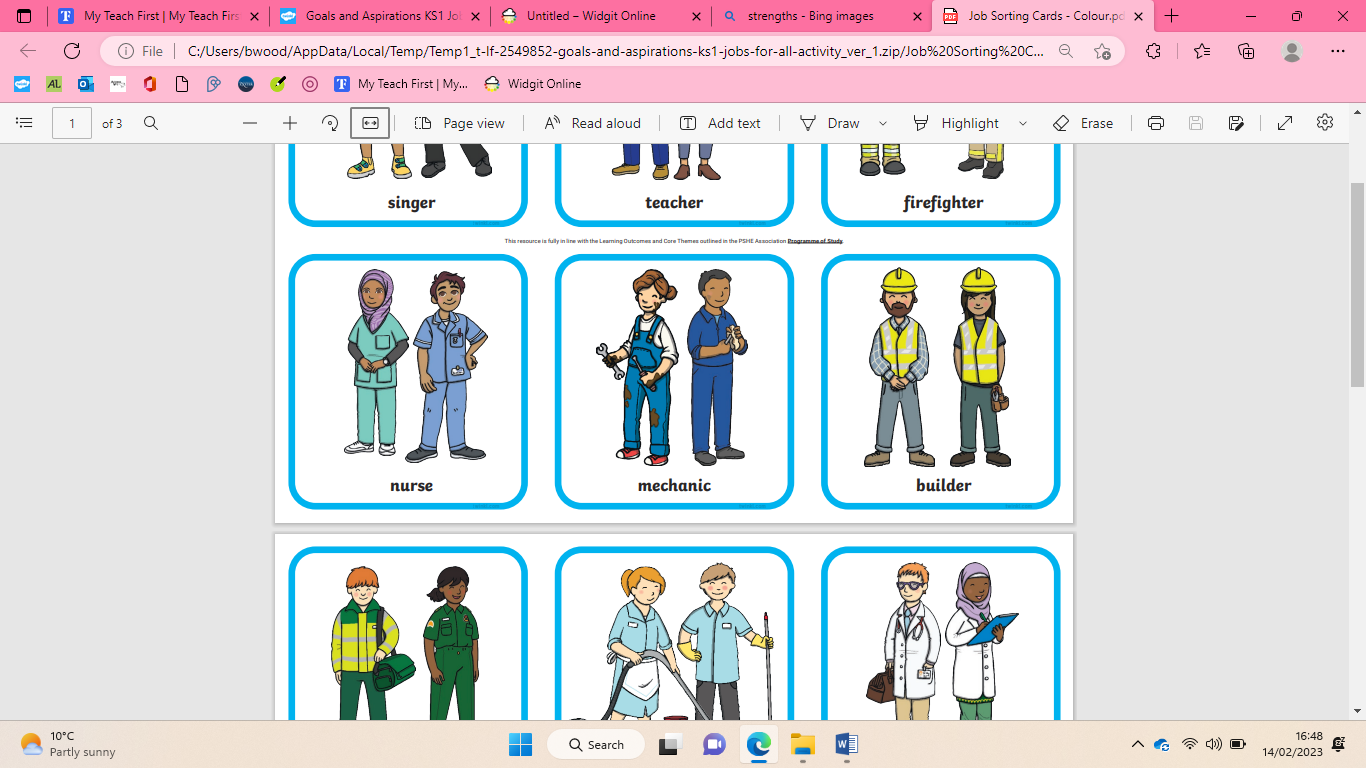 My Teach First | My Teach Firs
Goals and Aspirations KS1 Jo
Untitled – Widgit Online
strengths - Bing images
Job Sorting Cards - Colour.pd
File
C:/Users/bwood/AppData/Local/Temp/Temp1_t-lf-2549852-goals-and-aspirations-ks1-jobs-for-all-activity_ver_1.zip/Job%20Sorting%20C...
My Teach First | My...
Widgit Online
1 of 3
Page view
Read aloud
Add text
Draw
Highlight
Erase
singer
teacher
firefighter
This resource is fully in line with the Learning Outcomes and Core Themes outlined in the PSHE Association Programme of Study.
nurse
mechanic
builder
10°C
Partly sunny
Search
16:48
14/02/2023